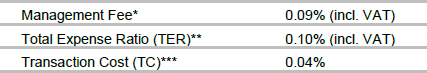 Management Fee* 0.09% (incl. VAT)
Total Expense Ratio (TER)** 0.10% (incl. VAT)
Transaction Cost (TC)*** 0.04%